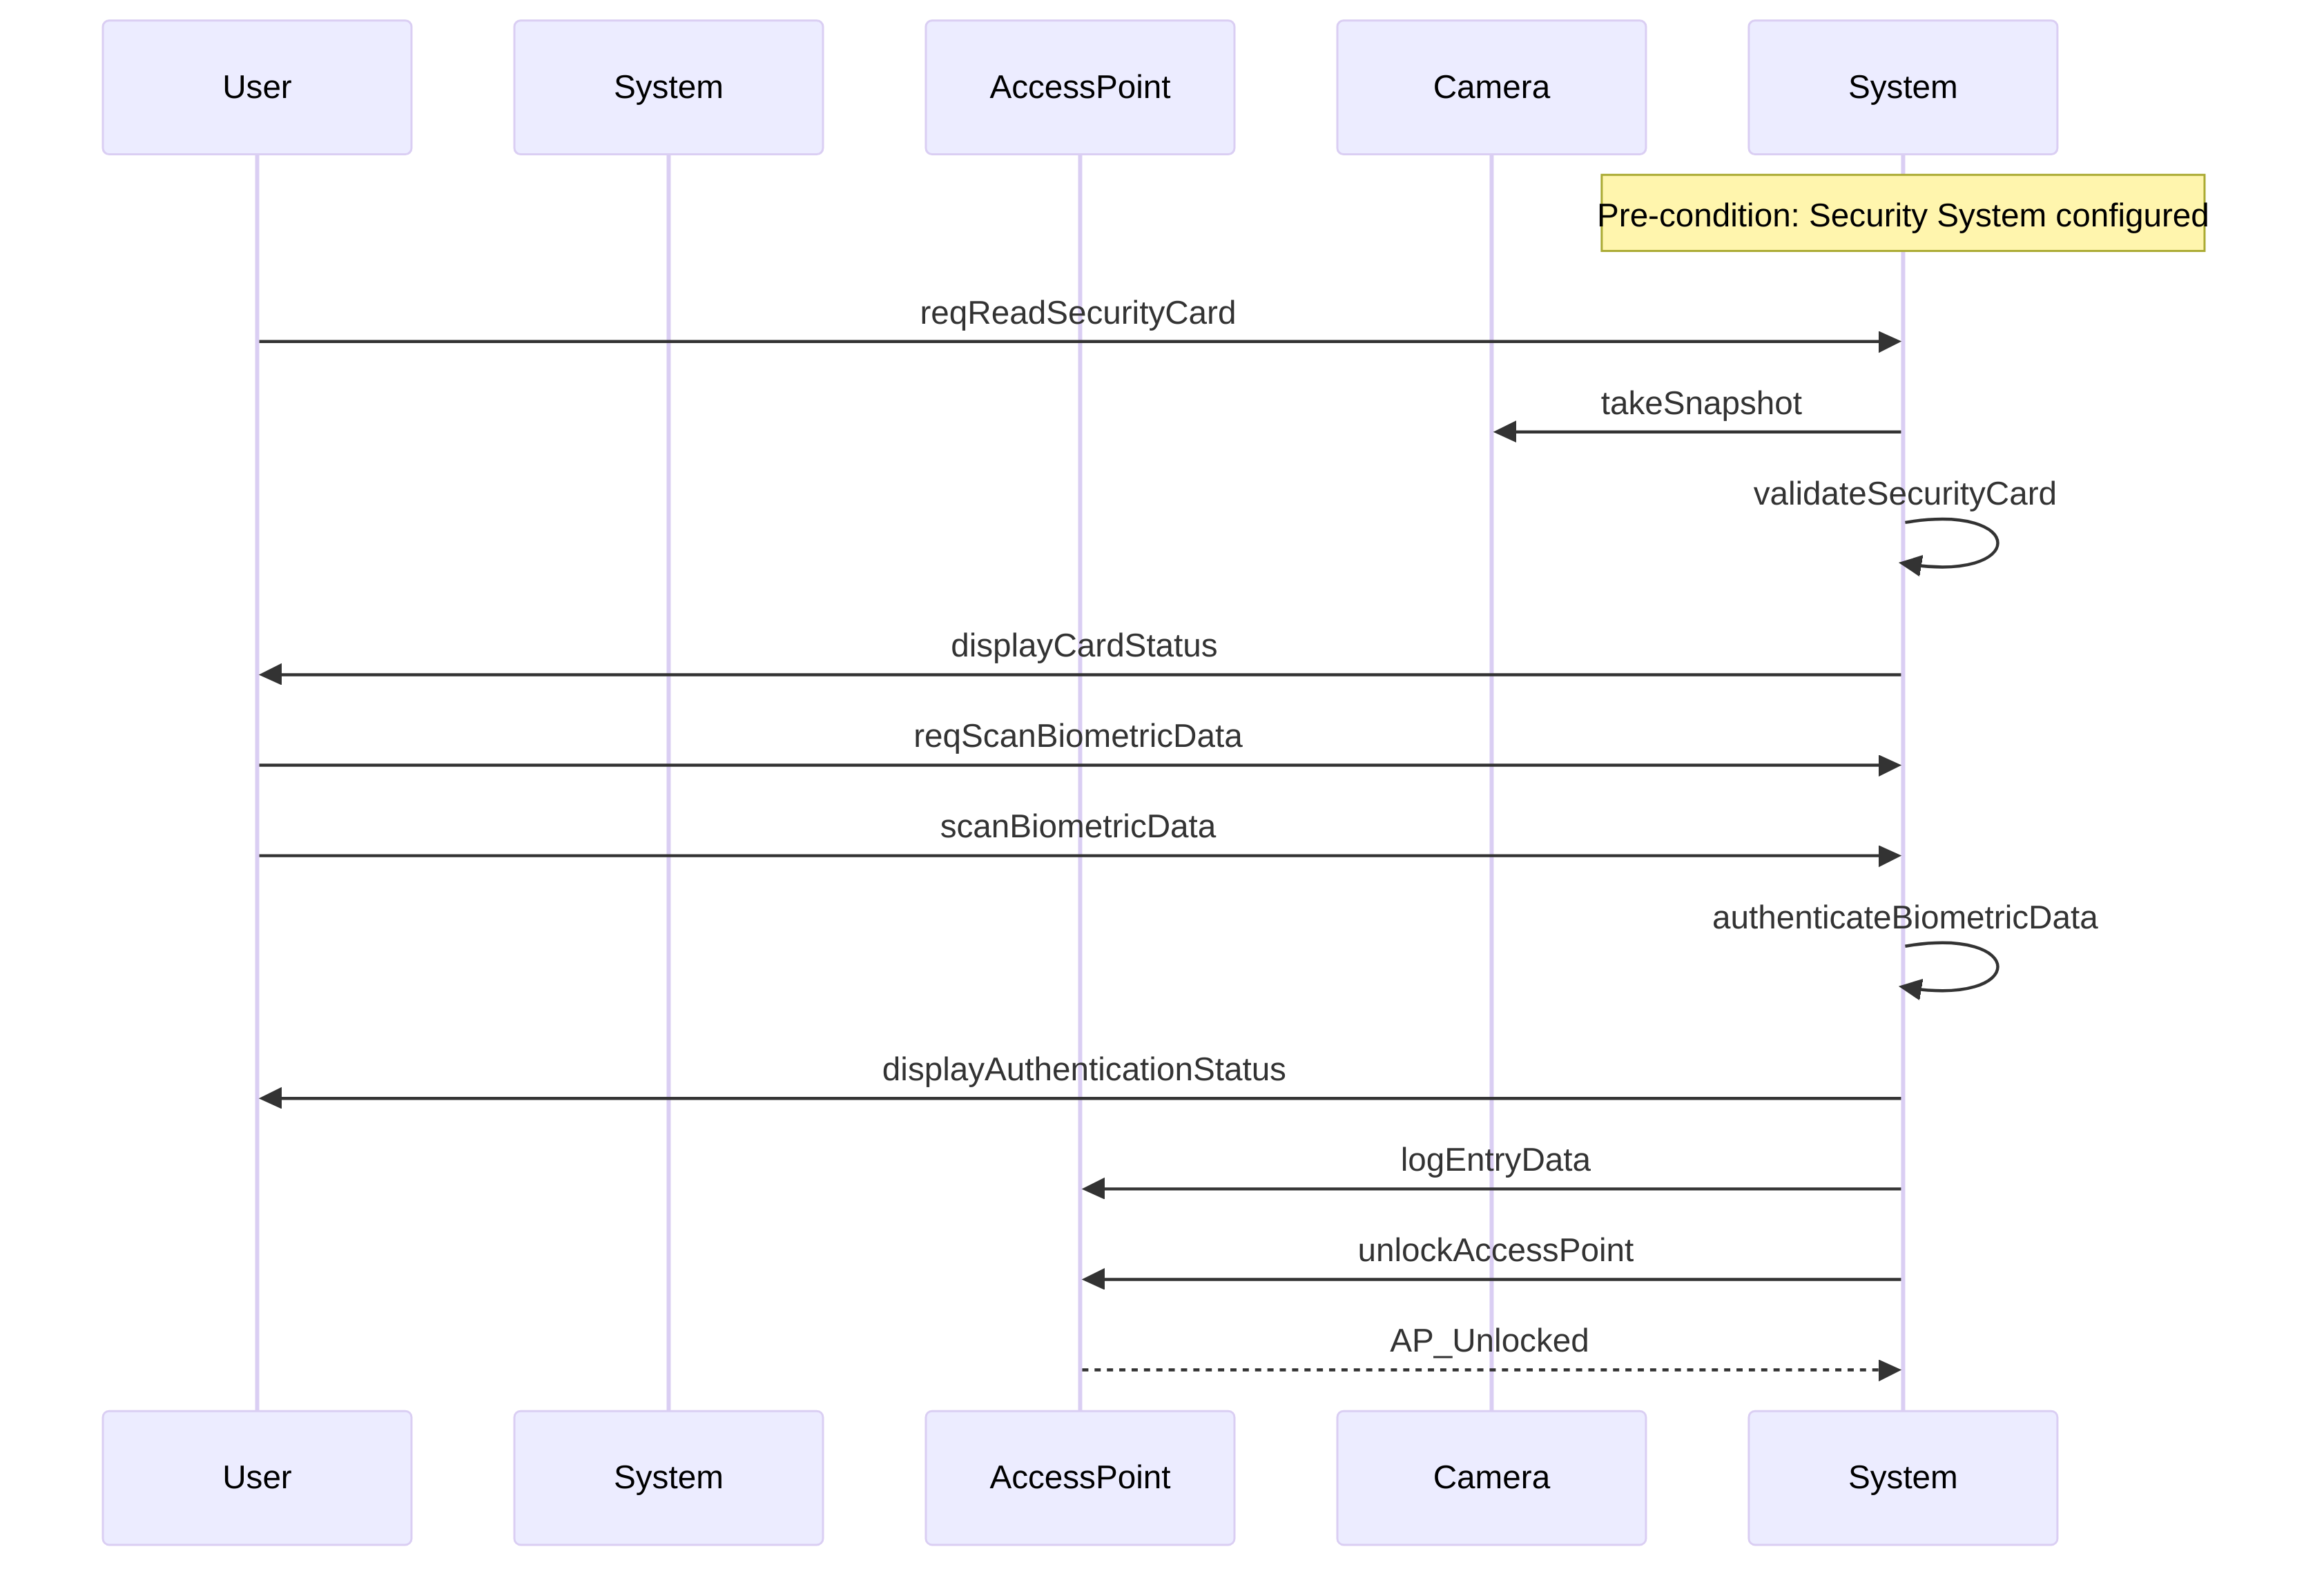 User
System
AccessPoint
Camera
System
Pre-condition: Security System configured
reqReadSecurityCard
takeSnapshot
validateSecurityCard
displayCardStatus
reqScanBiometricData
scanBiometricData
authenticateBiometricData
displayAuthenticationStatus
logEntryData
unlockAccessPoint
AP_Unlocked
User
System
AccessPoint
Camera
System